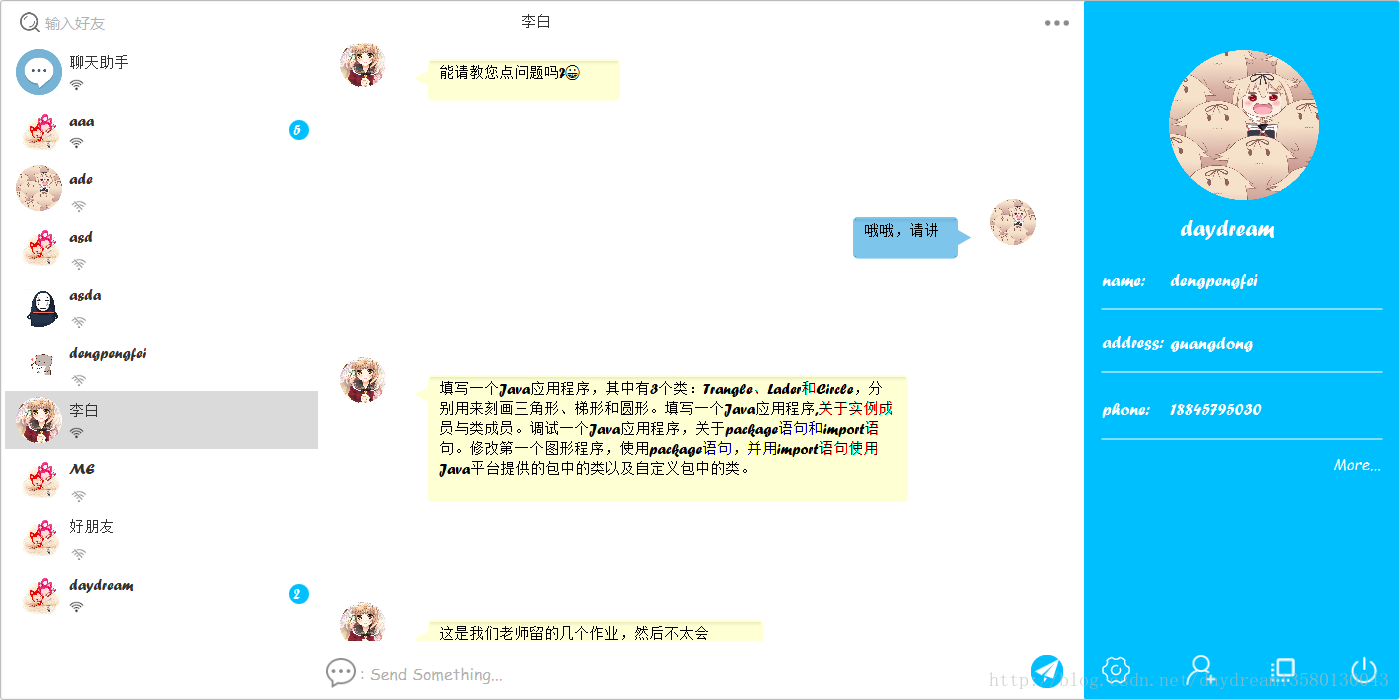 输入好友
聊天助手
aaa
5
ade
asd
asda
dengpengfei
李白
ME
好朋友
daydream
2
李白
能请教您点问题吗?😀
哦哦，请讲
填写一个Java应用程序，其中有3个类：Trangle、Lader和Circle，分
别用来刻画三角形、梯形和圆形。填写一个Java应用程序,关于实例成
员与类成员。调试一个Java应用程序，关于package语句和import语
句。修改第一个图形程序，使用package语句，并用import语句使用
Java平台提供的包中的类以及自定义包中的类。
这是我们老师留的几个作业，然后不太会
: Send Something...
daydream
name: dengpengfei
address: guangdong
phone: 18845795030
More...